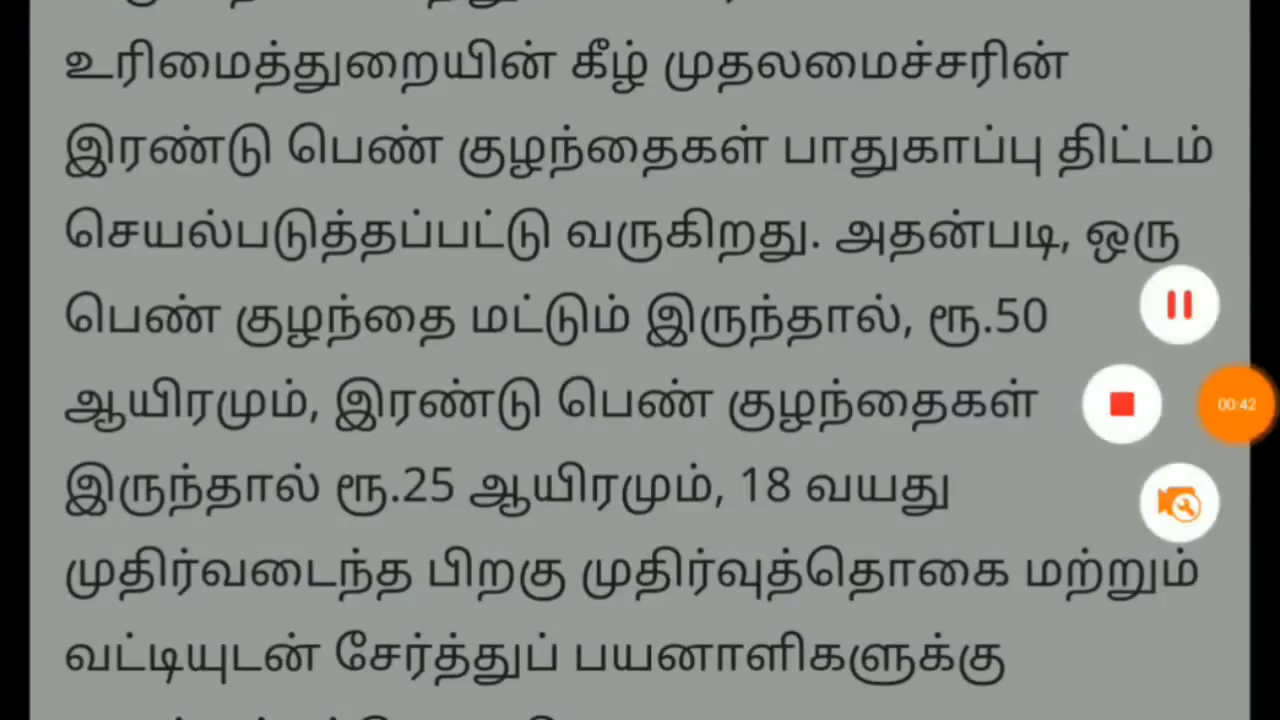 உரிமைத்துறையின் கீழ் முதலமைச்சரின்
இரண்டு பெண் குழந்தைகள் பாதுகாப்பு திட்டம்
செயல்படுத்தப்பட்டு வருகிறது. அதன்படி, ஒரு
பெண் குழந்தை மட்டும் இருந்தால், ரூ.50
ஆயிரமும், இரண்டு பெண் குழந்தைகள்
00:42
இருந்தால் ரூ.25 ஆயிரமும், 18 வயது
முதிர்வடைந்த பிறகு முதிர்வுத்தொகை மற்றும்
வட்டியுடன் சேர்த்துப் பயனாளிகளுக்கு